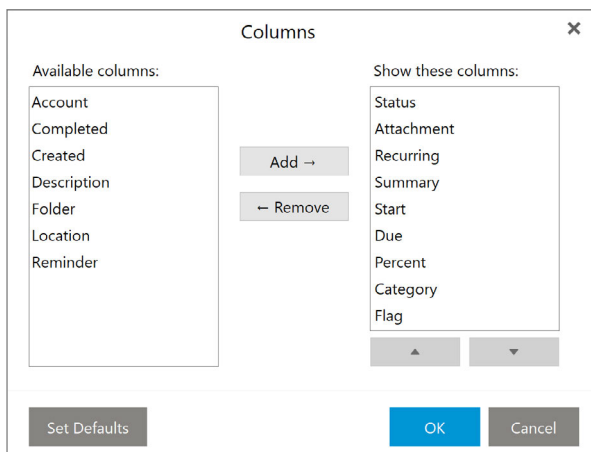 Columns
×
Available columns:
Account
Completed
Created
Description
Folder
Location
Reminder
Add →
← Remove
Show these columns:
Status
Attachment
Recurring
Summary
Start
Due
Percent
Category
Flag
▲
▼
Set Defaults
OK
Cancel